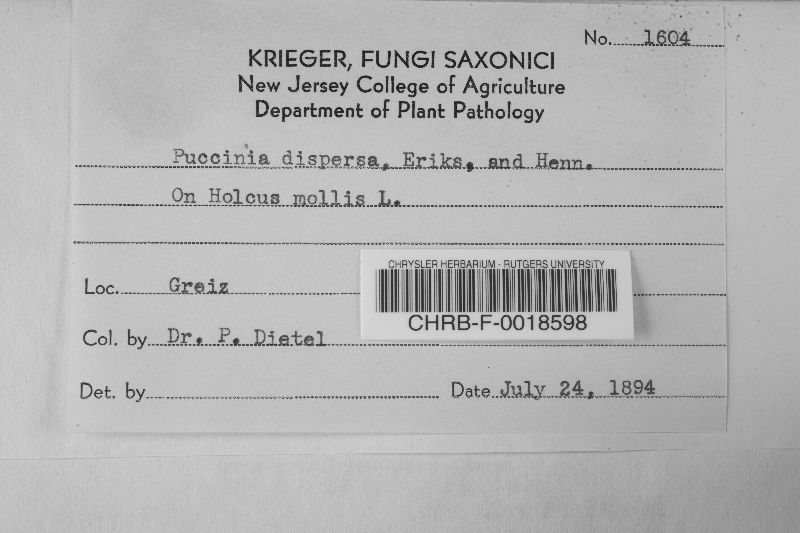 No. 1604
KRIEGER, FUNGI SAXONICI
New Jersey College of Agriculture
Department of Plant Pathology
Puccinia dispersa, Eriks, and Henn.
On Holcus mollis L.
Loc. Greiz
CHRYSLER HERBARIUM - RUTGERS UNIVERSITY
CHRB-F-0018598
Col. by Dr. P. Dietel
Det. by
Date July 24, 1894